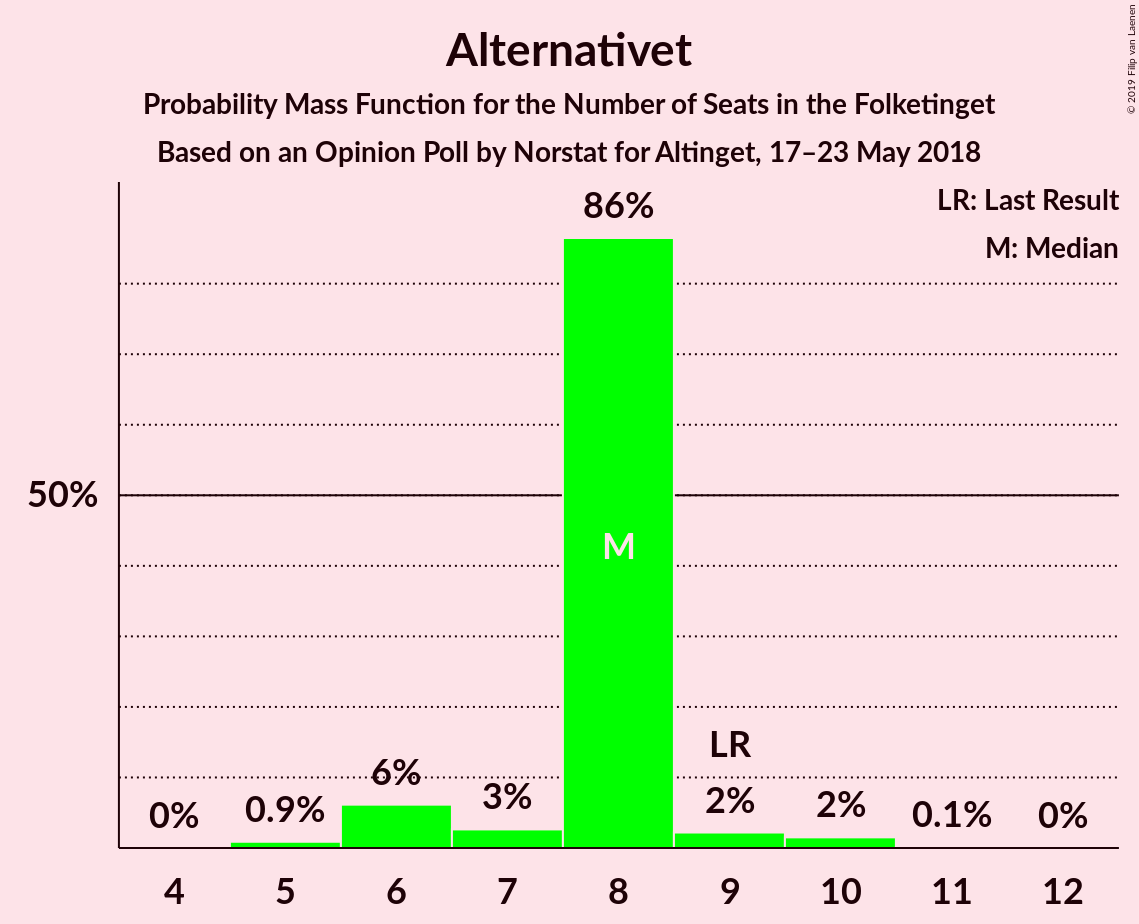 Alternativet
Probability Mass Function for the Number of Seats in the Folketinget
Based on an Opinion Poll by Norstat for Altinget, 17–23 May 2018
© 2019 Filip van Laenen
LR: Last Result
M: Median
86%
50%
M
LR
0%
0.9%
6%
3%
2%
2%
0.1%
0%
4 5 6 7 8 9 10 11 12